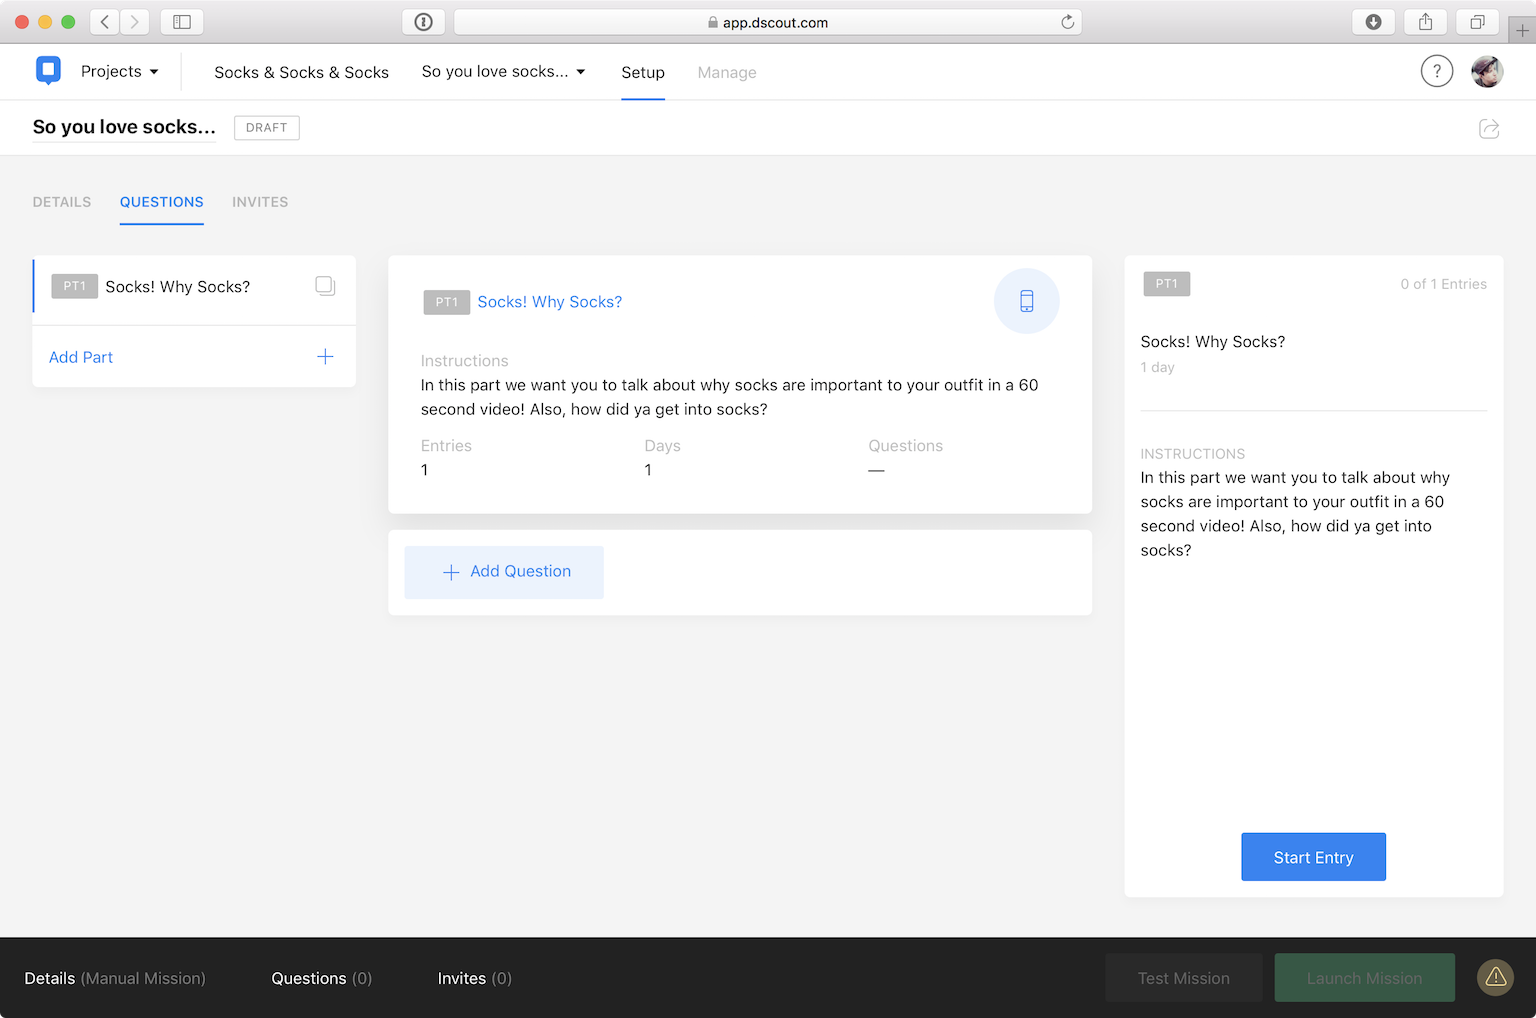 app.dscout.com
Projects
Socks & Socks & Socks
So you love socks...
Setup
Manage
?
So you love socks...
DRAFT
DETAILS
QUESTIONS
INVITES
PT1 Socks! Why Socks?
Add Part
PT1 Socks! Why Socks?
Instructions
In this part we want you to talk about why socks are important to your outfit in a 60
second video! Also, how did ya get into socks?
Entries Days Questions
1 1 —
Add Question
PT1 0 of 1 Entries
Socks! Why Socks?
1 day
INSTRUCTIONS
In this part we want you to talk about why
socks are important to your outfit in a 60
second video! Also, how did ya get into
socks?
Start Entry
Details (Manual Mission)
Questions (0)
Invites (0)
Test Mission
Launch Mission